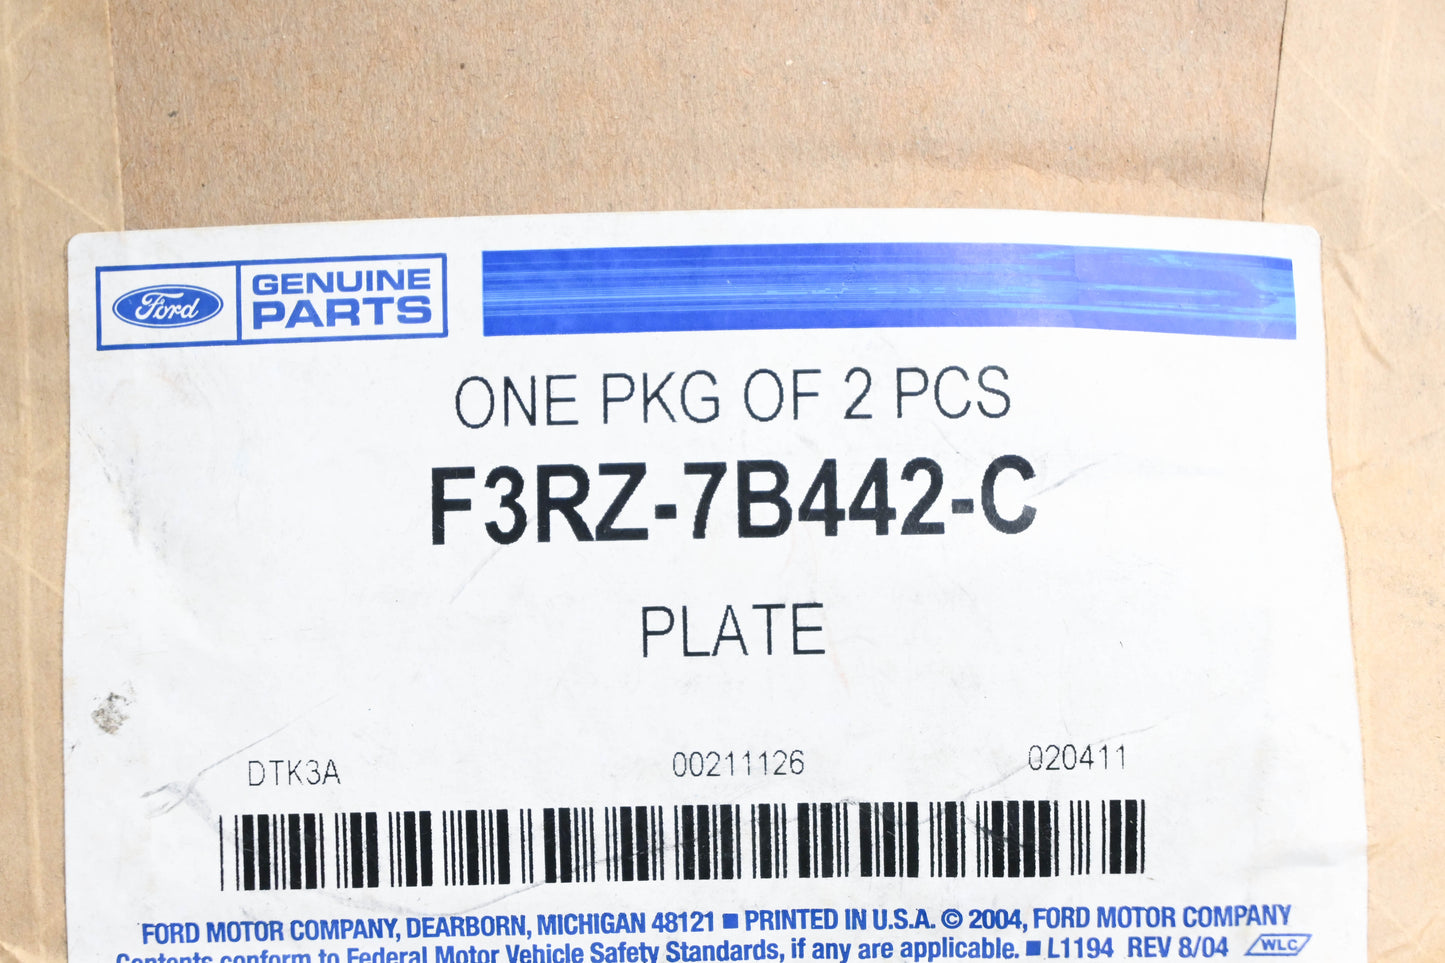 Ford
GENUINE
PARTS
ONE PKG OF 2 PCS
F3RZ-7B442-C
PLATE
DTK3A 00211126 020411
FORD MOTOR COMPANY, DEARBORN, MICHIGAN 48121 ■ PRINTED IN U.S.A. © 2004, FORD MOTOR COMPANY
Contents conform to Federal Motor Vehicle Safety Standards, if any are applicable. ■ L1194 REV 8/04 WLC